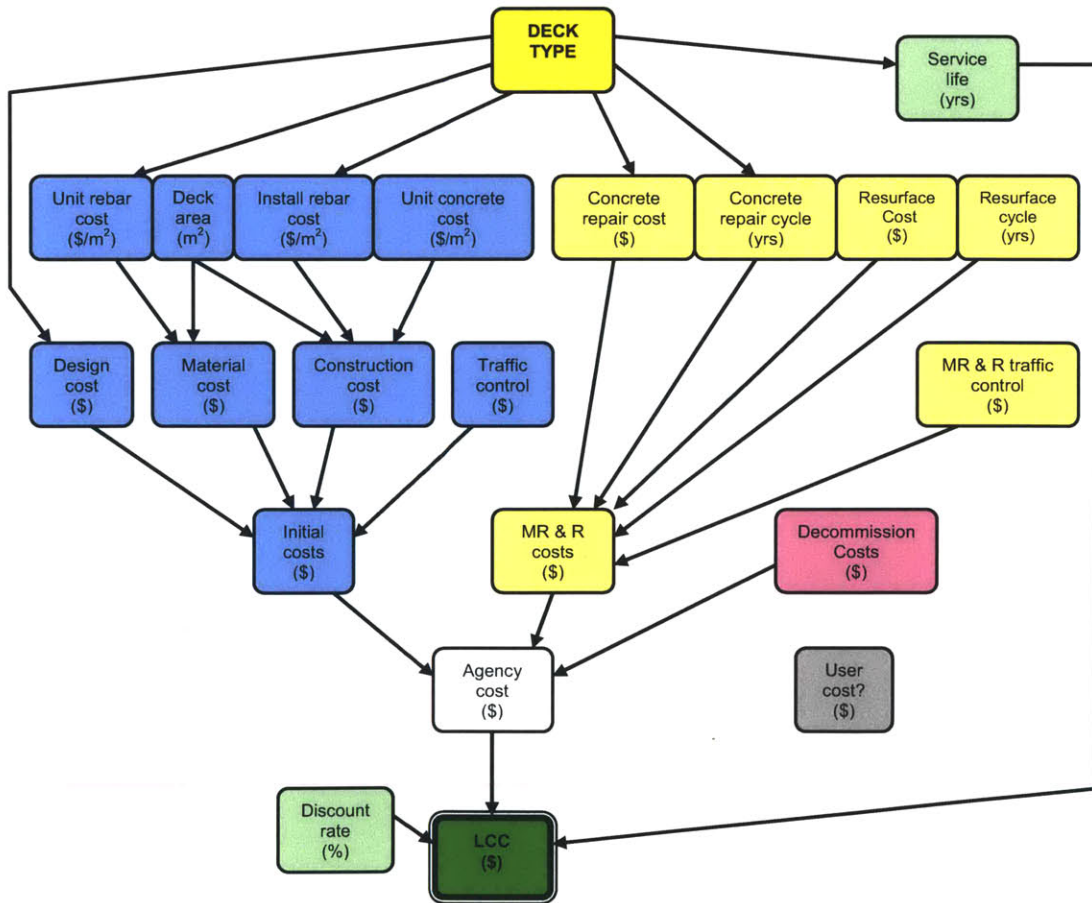 DECK
TYPE
Service
life
(yrs)
Unit rebar
cost
($/m²)
Deck
area
(m²)
Install rebar
cost
($/m²)
Unit concrete
cost
($/m²)
Concrete
repair cost
($)
Concrete
repair cycle
(yrs)
Resurface
Cost
($)
Resurface
cycle
(yrs)
Design
cost
($)
Material
cost
($)
Construction
cost
($)
Traffic
control
($)
MR & R traffic
control
($)
Initial
costs
($)
MR & R
costs
($)
Decommission
Costs
($)
Agency
cost
($)
User
cost?
($)
Discount
rate
(%)
LCC
($)